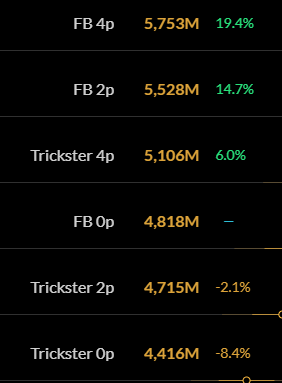 FB 4p 5,753M 19.4%
FB 2p 5,528M 14.7%
Trickster 4p 5,106M 6.0%
FB 0p 4,818M —
Trickster 2p 4,715M -2.1%
Trickster 0p 4,416M -8.4%